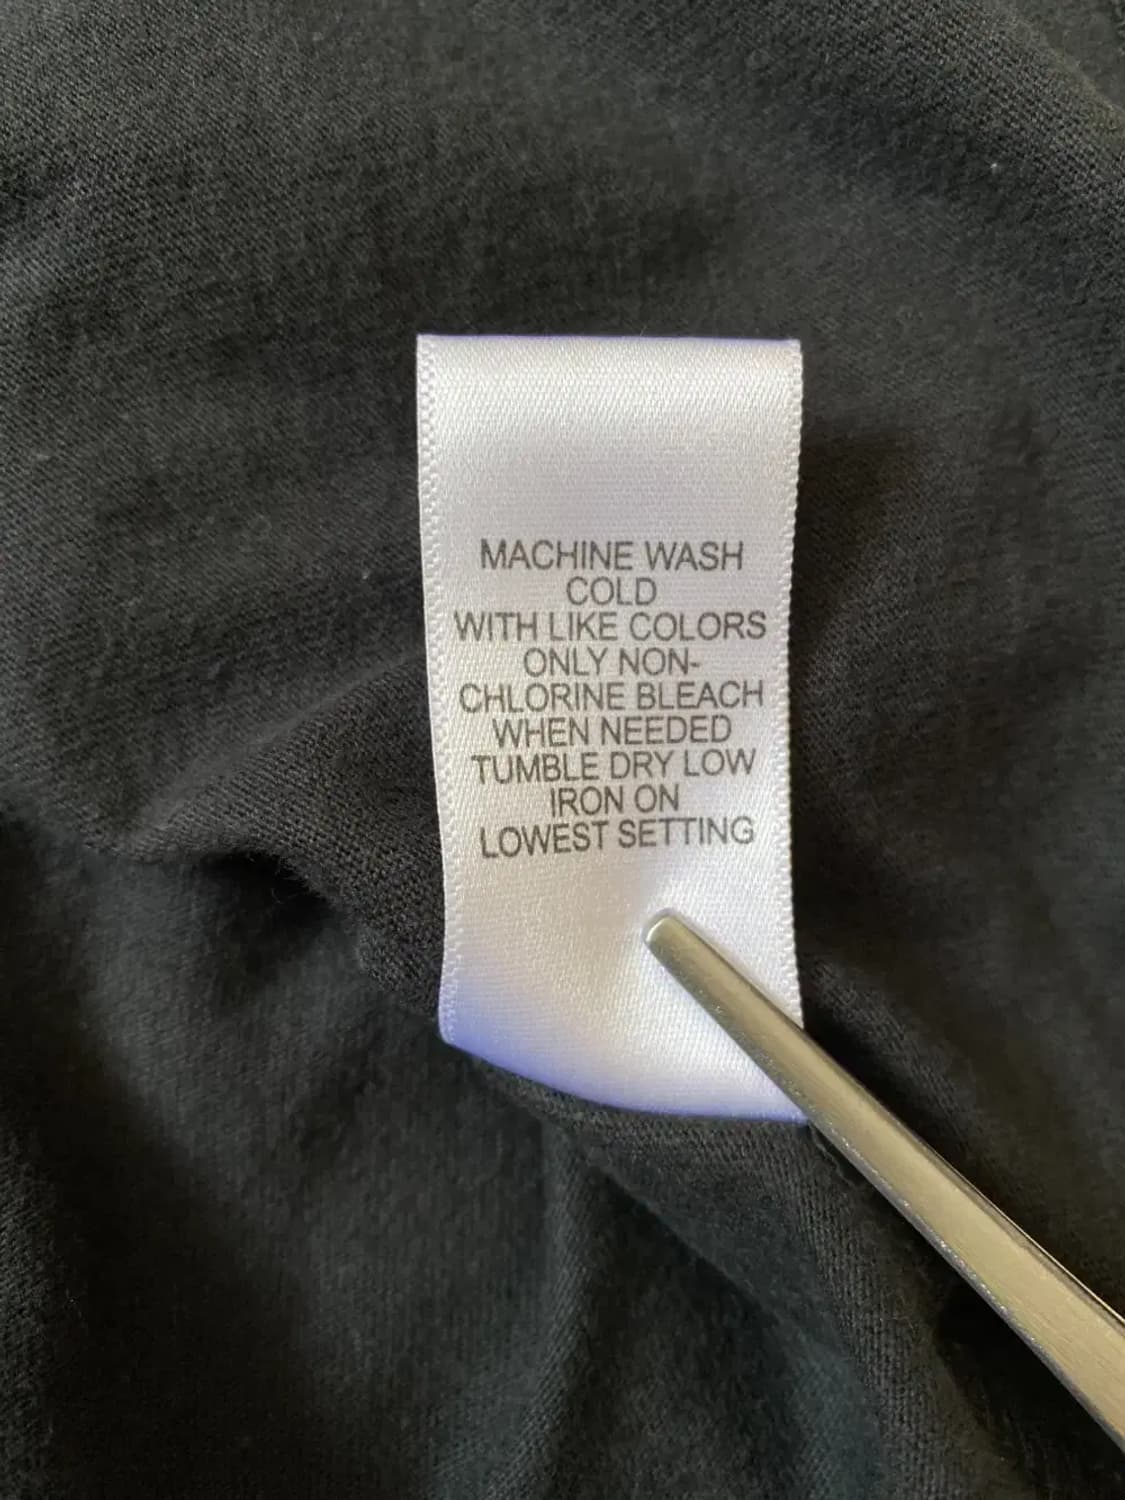 MACHINE WASH
COLD
WITH LIKE COLORS
ONLY NON-
CHLORINE BLEACH
WHEN NEEDED
TUMBLE DRY LOW
IRON ON
LOWEST SETTING